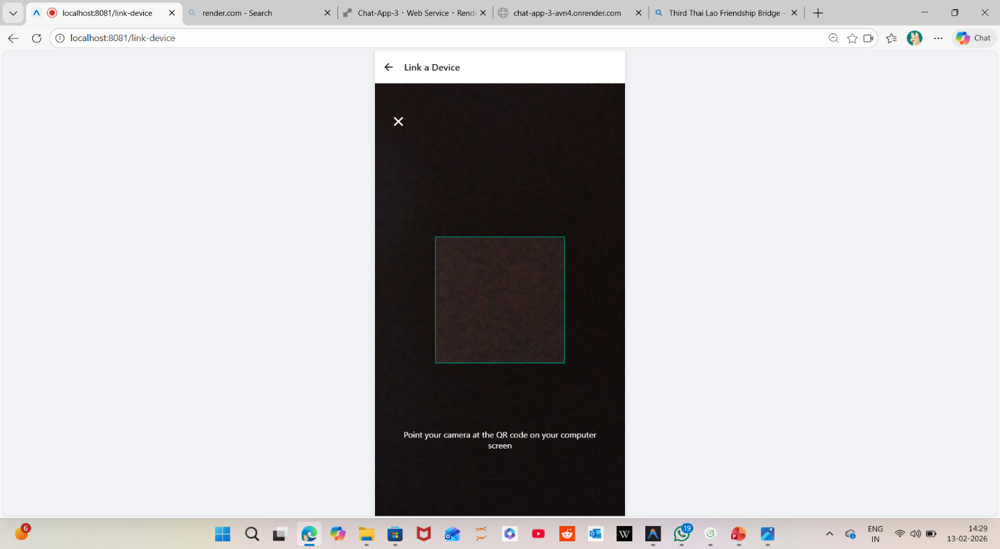 localhost:8081/link-device
render.com - Search
Chat-App-3 · Web Service · Rende
chat-app-3-avn4.onrender.com
Third Thai Lao Friendship Bridge -
localhost:8081/link-device
Chat
Link a Device
Point your camera at the QR code on your computer
screen
6
W
19
P
ENG
IN
14:29
13-02-2026